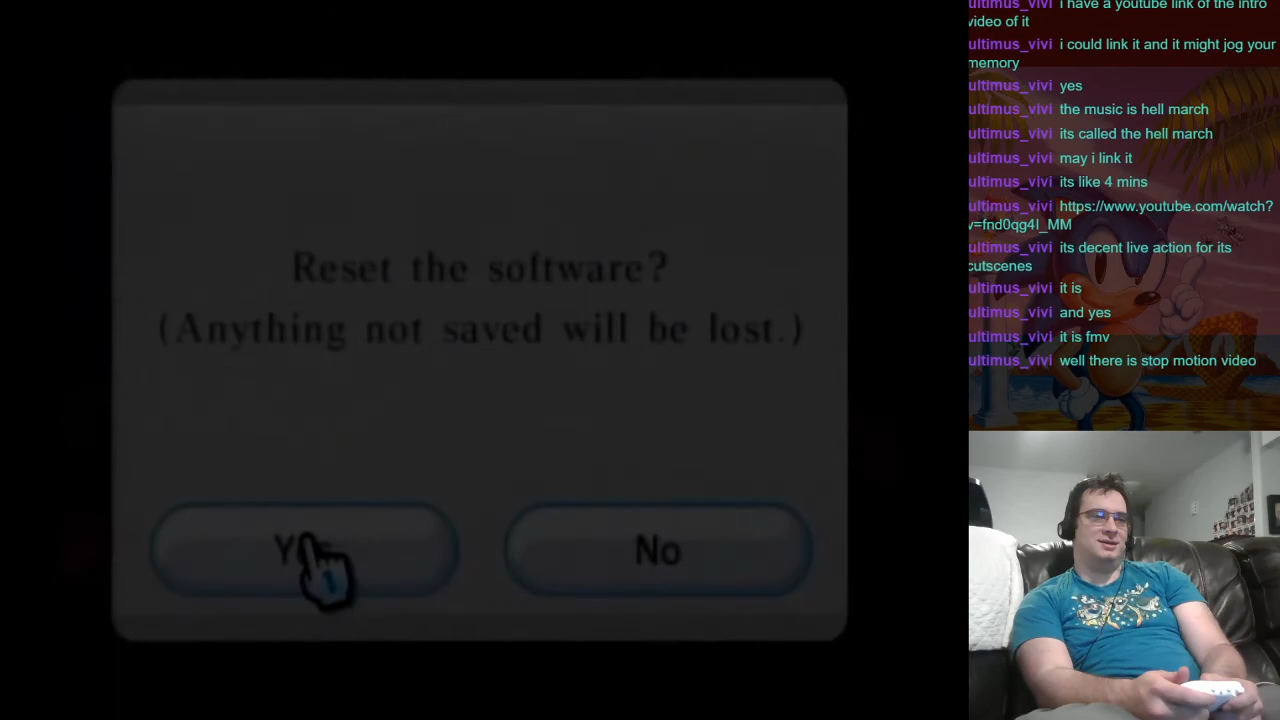 Reset the software?
(Anything not saved will be lost.)
No
1
ultimus_vivi i have a youtube link of the intro
video of it
ultimus_vivi i could link it and it might jog your
memory
ultimus_vivi yes
ultimus_vivi the music is hell march
ultimus_vivi its called the hell march
ultimus_vivi may i link it
ultimus_vivi its like 4 mins
ultimus_vivi https://www.youtube.com/watch?
v=fnd0qg4I_MM
ultimus_vivi its decent live action for its
cutscenes
ultimus_vivi it is
ultimus_vivi and yes
ultimus_vivi it is fmv
ultimus_vivi well there is stop motion video